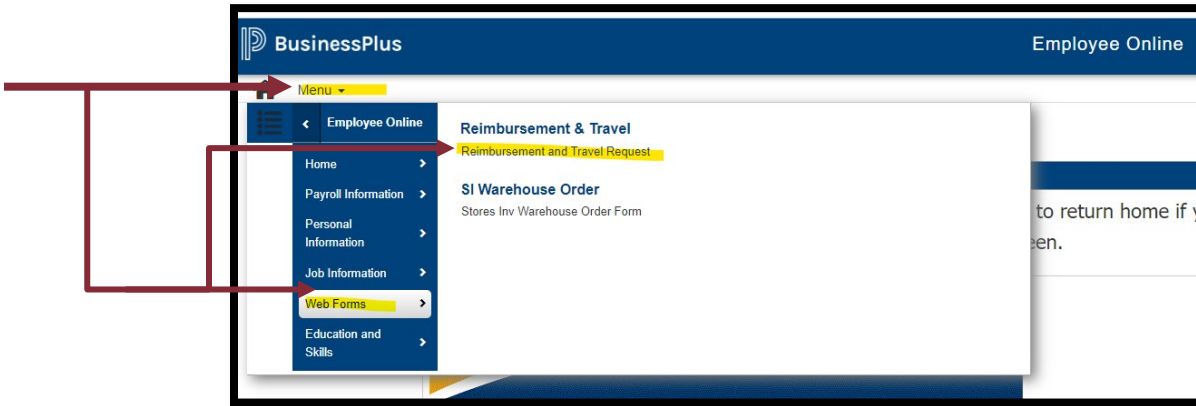 BusinessPlus
Employee Online
Menu
Employee Online
Home
Payroll Information
Personal
Information
Job Information
Web Forms
Education and
Skills
Reimbursement & Travel
Reimbursement and Travel Request
SI Warehouse Order
Stores Inv Warehouse Order Form
to return home if